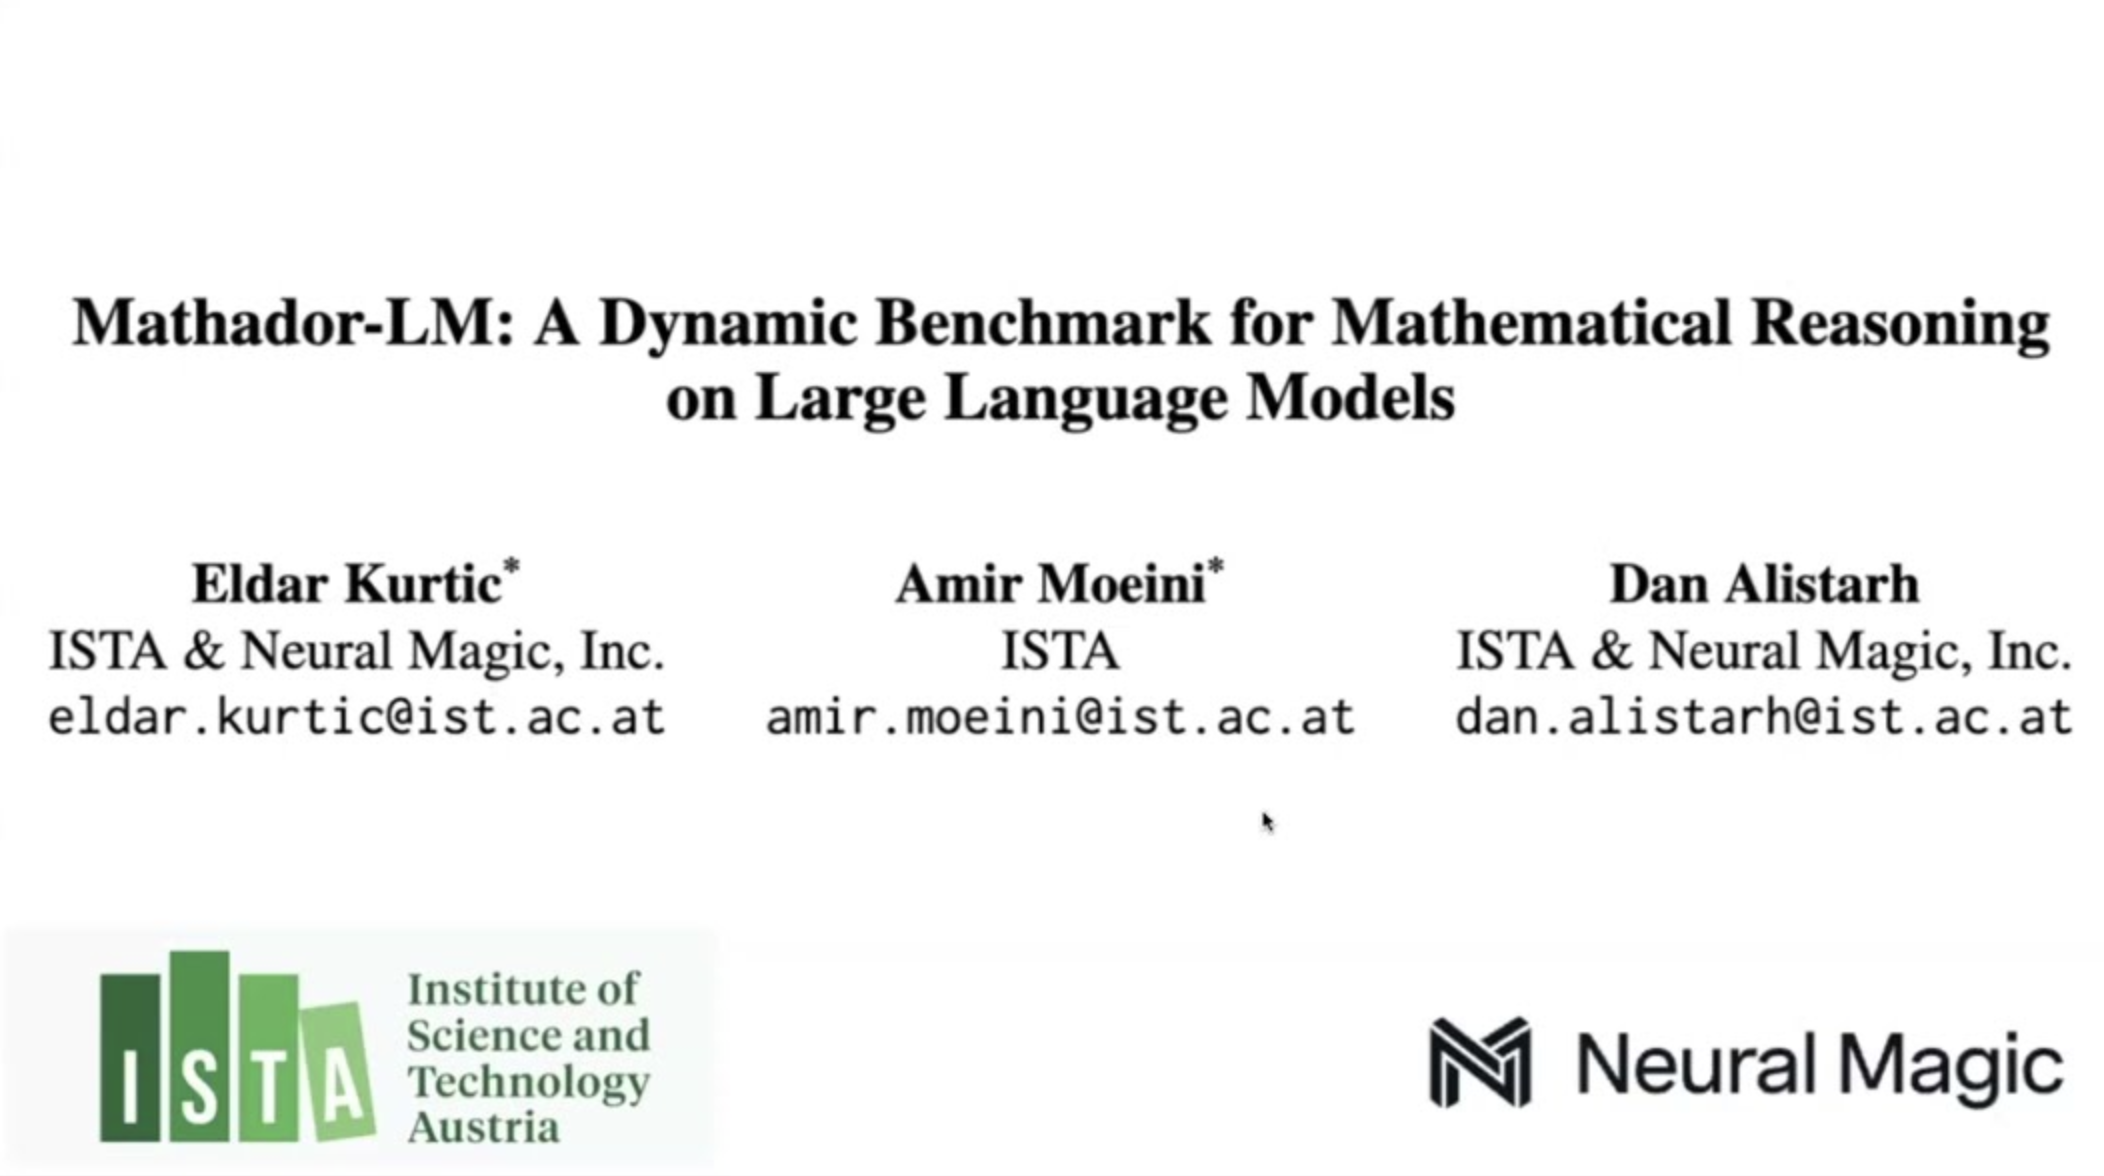 Mathador-LM: A Dynamic Benchmark for Mathematical Reasoning
on Large Language Models
Eldar Kurtic*
ISTA & Neural Magic, Inc.
eldar.kurtic@ist.ac.at
Amir Moeini*
ISTA
amir.moeini@ist.ac.at
Dan Alistarh
ISTA & Neural Magic, Inc.
dan.alistarh@ist.ac.at
ISTA
Institute of
Science and
Technology
Austria
Neural Magic